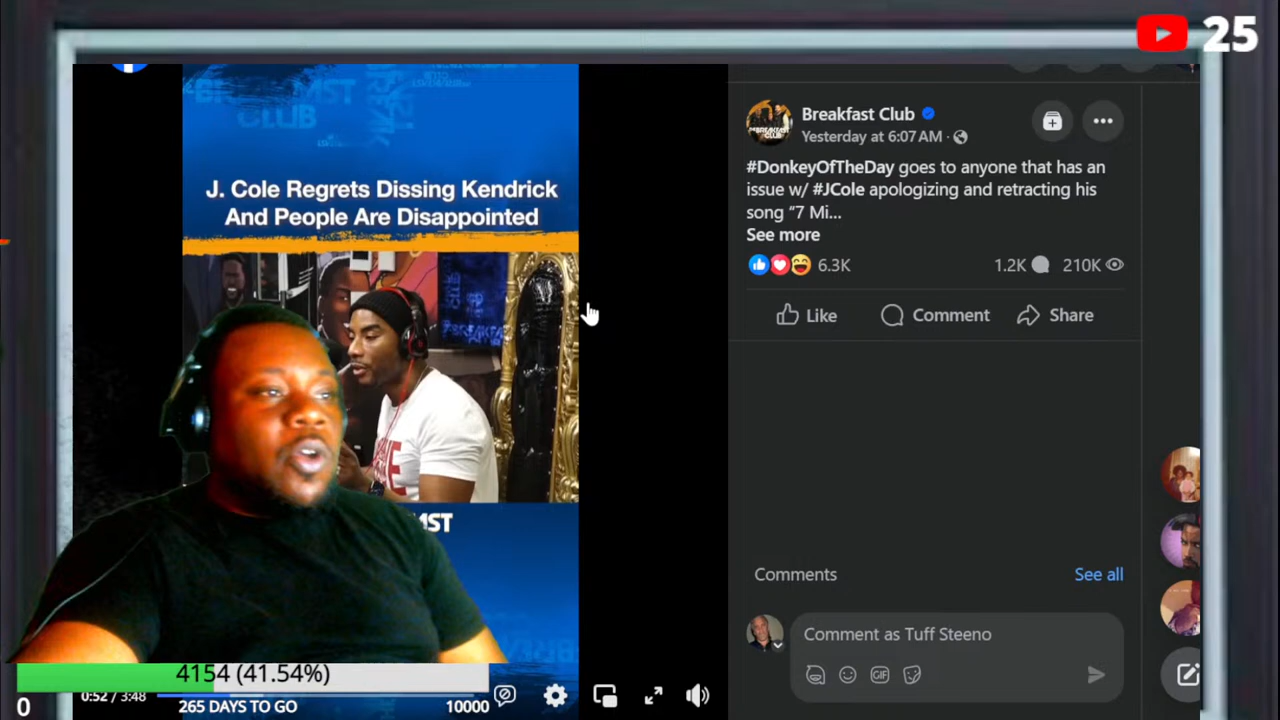 25
BREAKFAST
CLUB
J. Cole Regrets Dissing Kendrick
And People Are Disappointed
Breakfast Club
Yesterday at 6:07 AM ·
#DonkeyOfTheDay goes to anyone that has an
issue w/ #JCole apologizing and retracting his
song “7 Mi...
See more
6.3K 1.2K 210K
Like Comment Share
Comments See all
Comment as Tuff Steeno
GIF
4154 (41.54%)
0:52 / 3:48
0 265 DAYS TO GO 10000